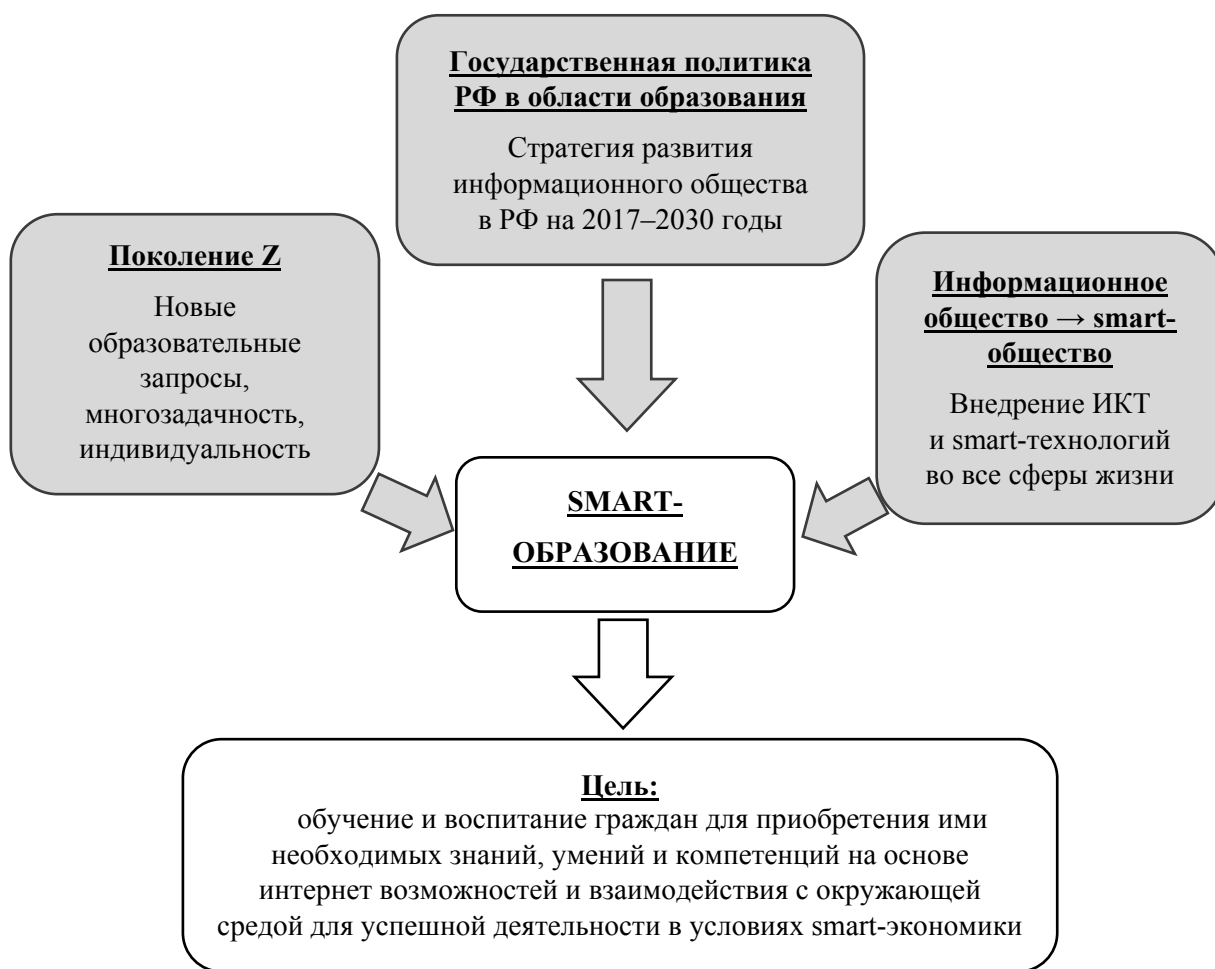 Государственная политика
РФ в области образования
Стратегия развития
информационного общества
в РФ на 2017–2030 годы
Поколение Z
Новые
образовательные
запросы,
многозадачность,
индивидуальность
Информационное
общество → smart-
общество
Внедрение ИКТ
и smart-технологий
во все сферы жизни
SMART-
ОБРАЗОВАНИЕ
Цель:
обучение и воспитание граждан для приобретения ими
необходимых знаний, умений и компетенций на основе
интернет возможностей и взаимодействия с окружающей
средой для успешной деятельности в условиях smart-экономики